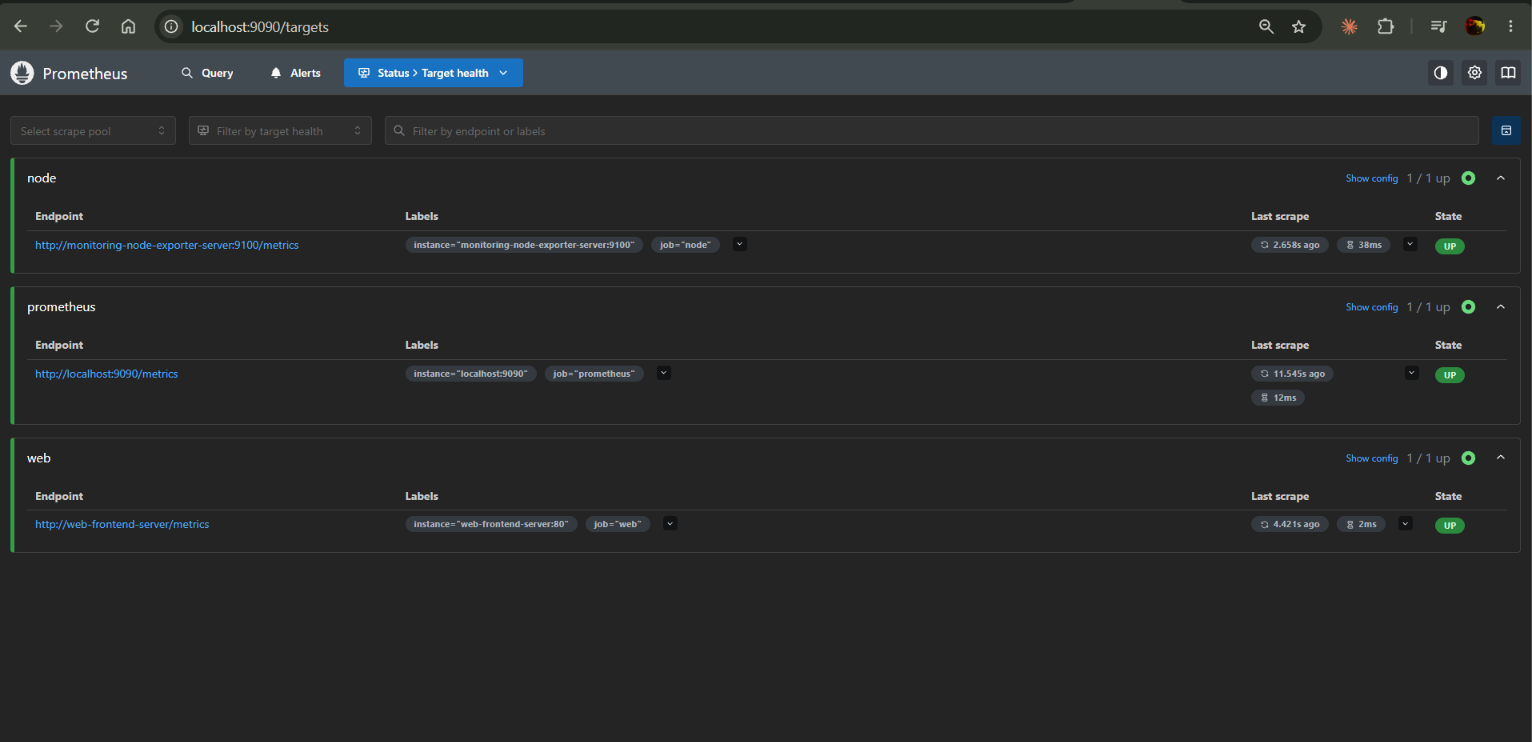 localhost:9090/targets
Prometheus Query Alerts Status > Target health
Select scrape pool Filter by target health Filter by endpoint or labels
node Show config 1 / 1 up
Endpoint Labels Last scrape State
http://monitoring-node-exporter-server:9100/metrics instance="monitoring-node-exporter-server:9100" job="node" 2.658s ago 38ms UP
prometheus Show config 1 / 1 up
Endpoint Labels Last scrape State
http://localhost:9090/metrics instance="localhost:9090" job="prometheus" 11.545s ago UP
12ms
web Show config 1 / 1 up
Endpoint Labels Last scrape State
http://web-frontend-server/metrics instance="web-frontend-server:80" job="web" 4.421s ago 2ms UP